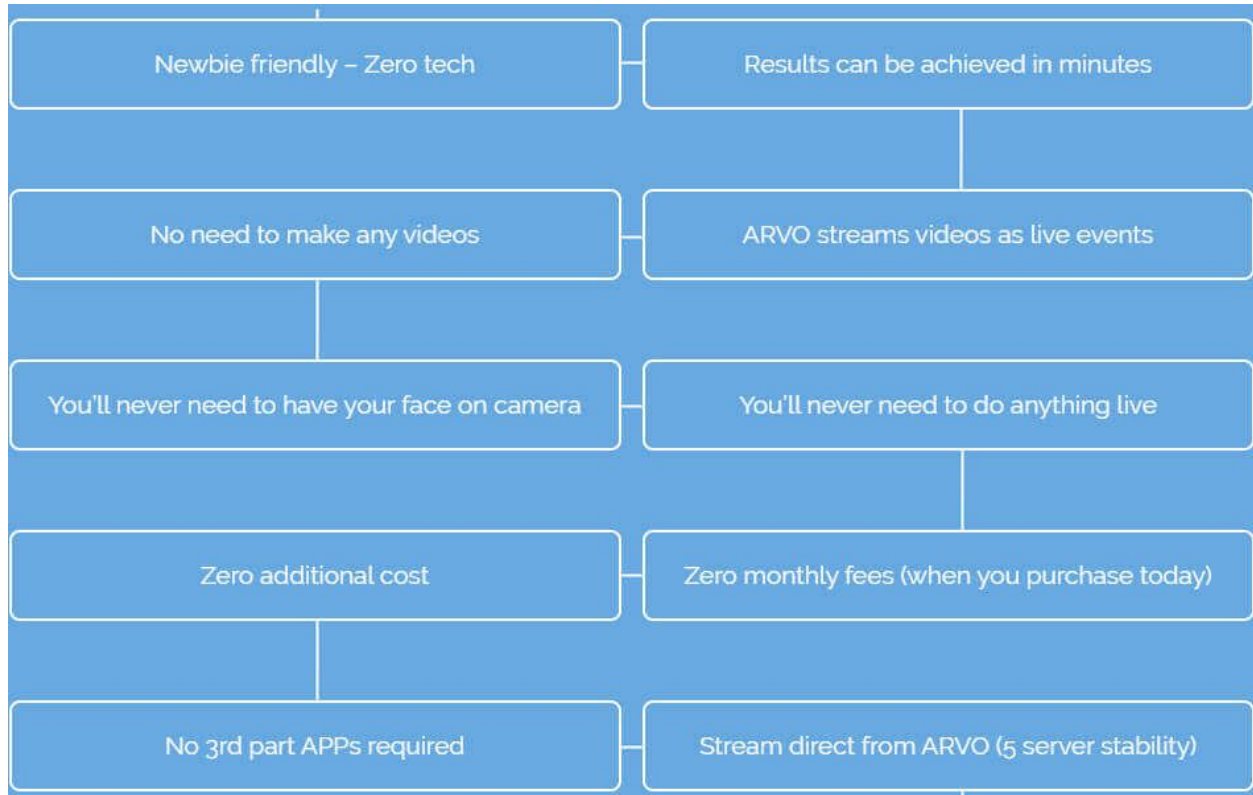 Newbie friendly – Zero tech
Results can be achieved in minutes
No need to make any videos
ARVO streams videos as live events
You'll never need to have your face on camera
You'll never need to do anything live
Zero additional cost
Zero monthly fees (when you purchase today)
No 3rd part APPs required
Stream direct from ARVO (5 server stability)